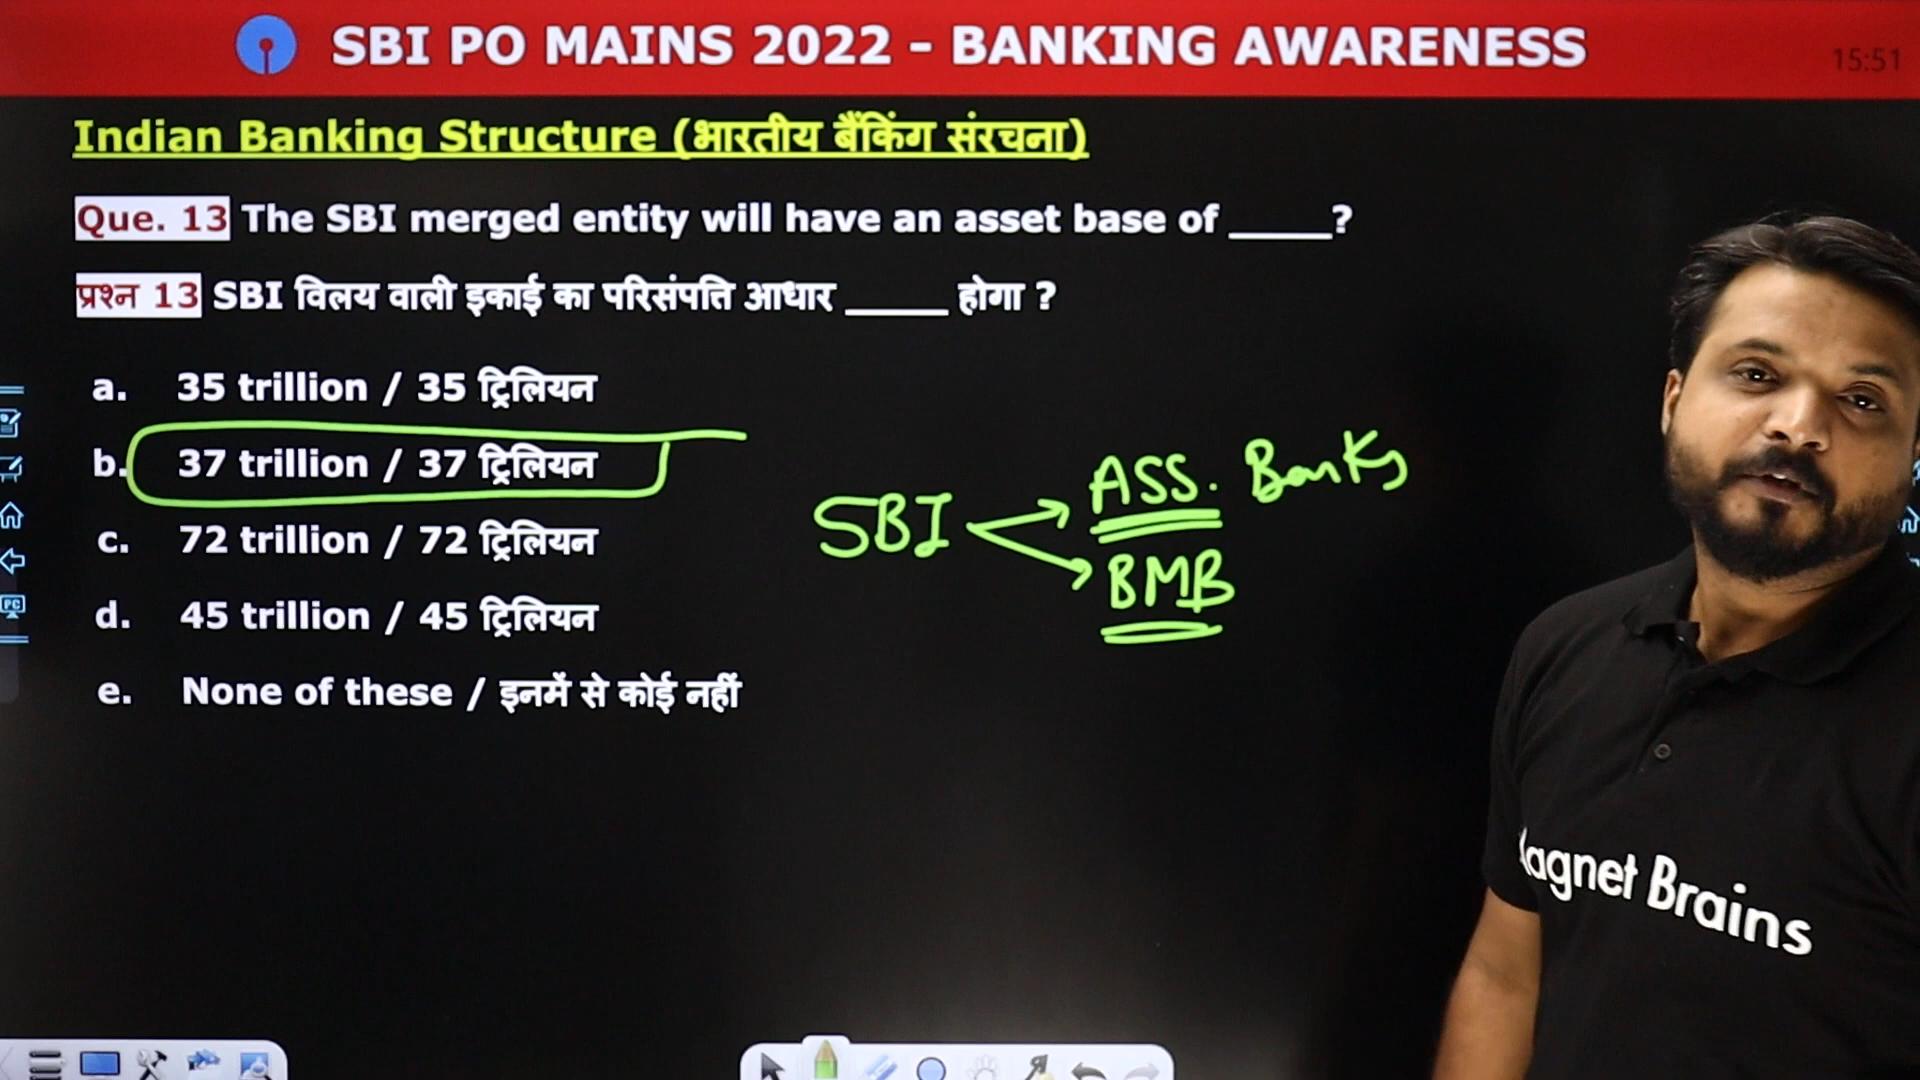 SBI PO MAINS 2022 - BANKING AWARENESS
15:51
Indian Banking Structure (भारतीय बैंकिंग संरचना)
Que. 13 The SBI merged entity will have an asset base of _____?
प्रश्न 13 SBI विलय वाली इकाई का परिसंपत्ति आधार _____ होगा ?
a. 35 trillion / 35 ट्रिलियन
b. 37 trillion / 37 ट्रिलियन
c. 72 trillion / 72 ट्रिलियन
d. 45 trillion / 45 ट्रिलियन
e. None of these / इनमें से कोई नहीं
SBI
ASS. Banks
BMB
PC
agnet Brains